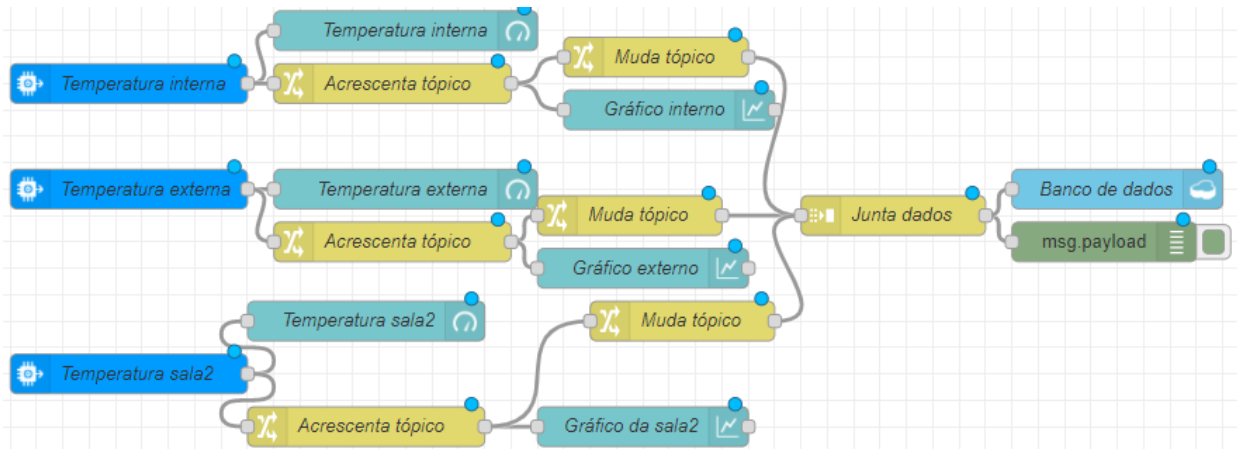 Temperatura interna
Muda tópico
Temperatura interna
Acrescenta tópico
Gráfico interno
Temperatura externa
Temperatura externa
Banco de dados
Muda tópico
Junta dados
Acrescenta tópico
msg.payload
Gráfico externo
Temperatura sala2
Muda tópico
Temperatura sala2
Acrescenta tópico
Gráfico da sala2